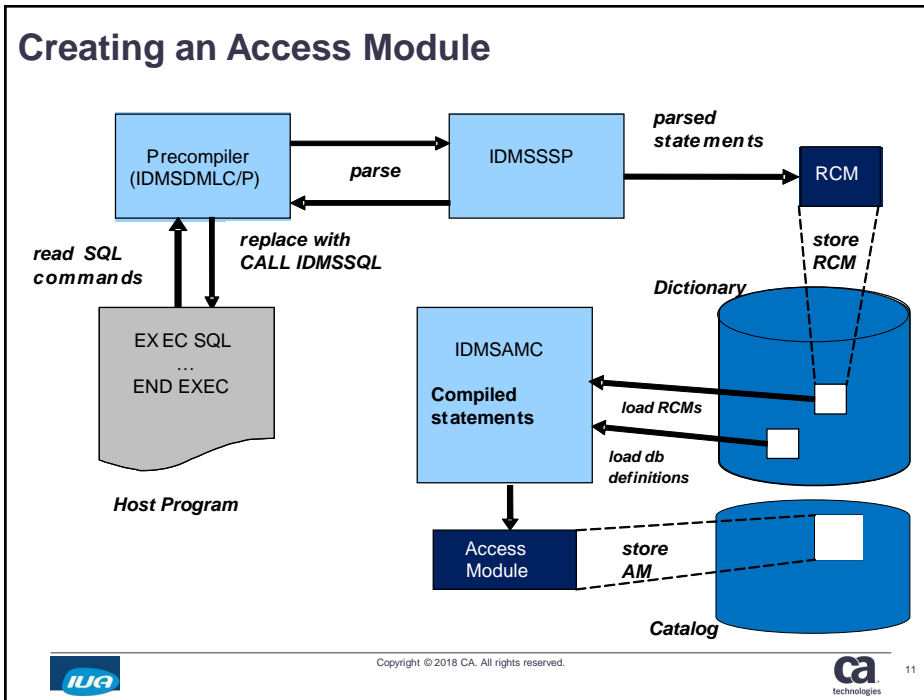 Creating an Access Module
Precompiler
(IDMSDMLC/P)
parse
IDMSSSP
parsed
statements
RCM
read SQL
commands
replace with
CALL IDMSSQL
store
RCM
Dictionary
EXEC SQL
…
END EXEC
Host Program
IDMSAMC
Compiled
statements
load RCMs
load db
definitions
Access
Module
store
AM
Catalog
IUA
Copyright © 2018 CA. All rights reserved.
ca
technologies
11